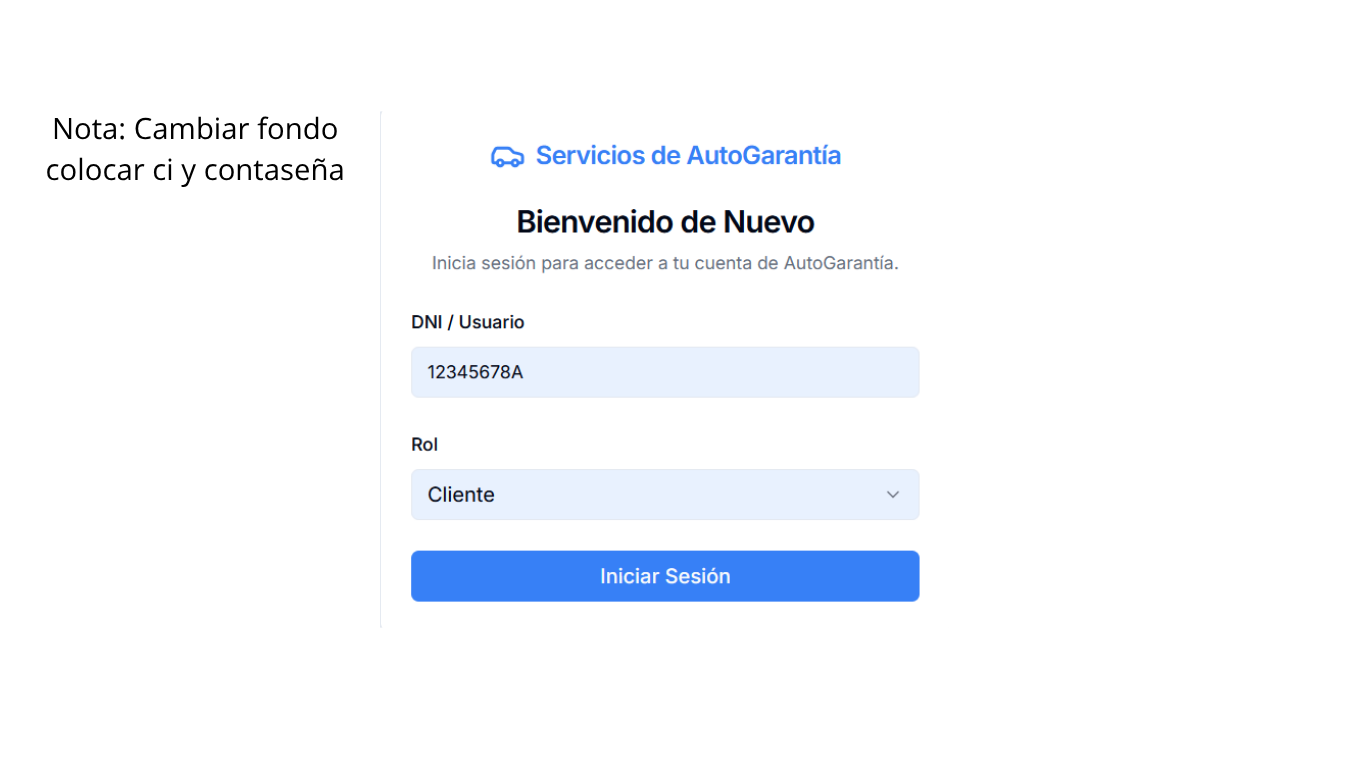 Nota: Cambiar fondo
colocar ci y contaseña
Servicios de AutoGarantía
Bienvenido de Nuevo
Inicia sesión para acceder a tu cuenta de AutoGarantía.
DNI / Usuario
12345678A
Rol
Cliente
Iniciar Sesión